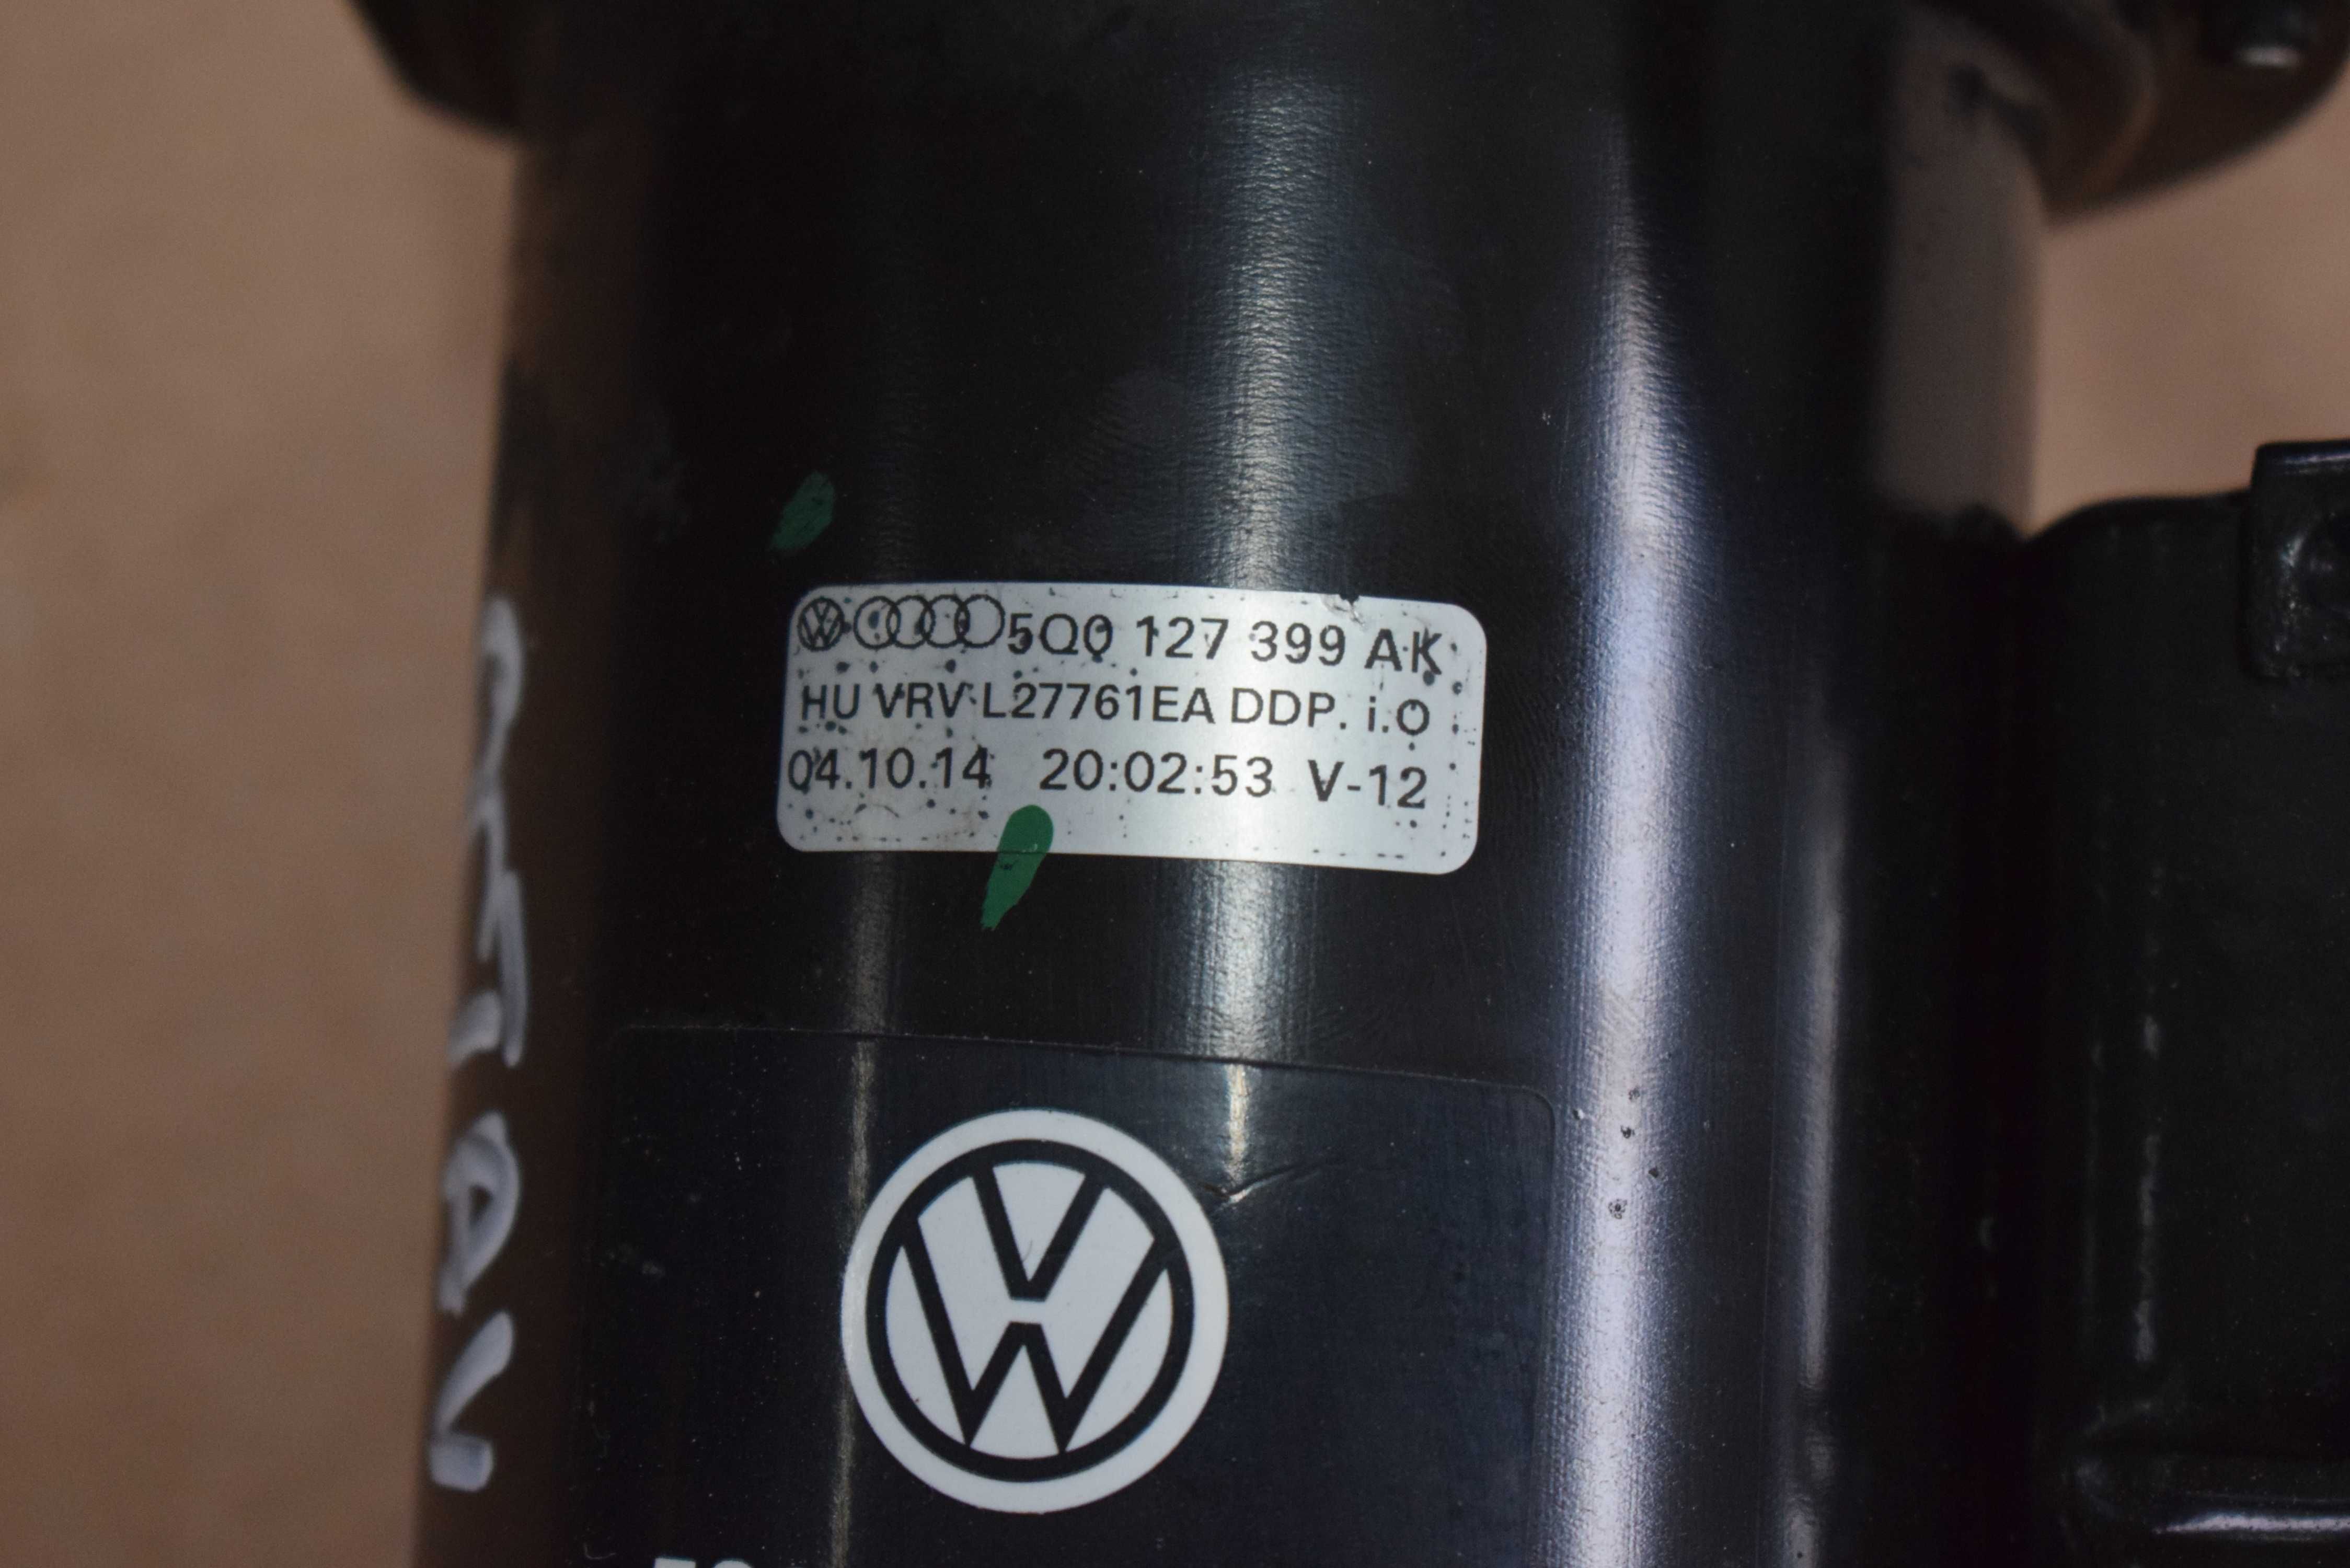 5Q0 127 399 AK
HU VRV L27761EA DDP. i.O
04.10.14 20:02:53 V-12